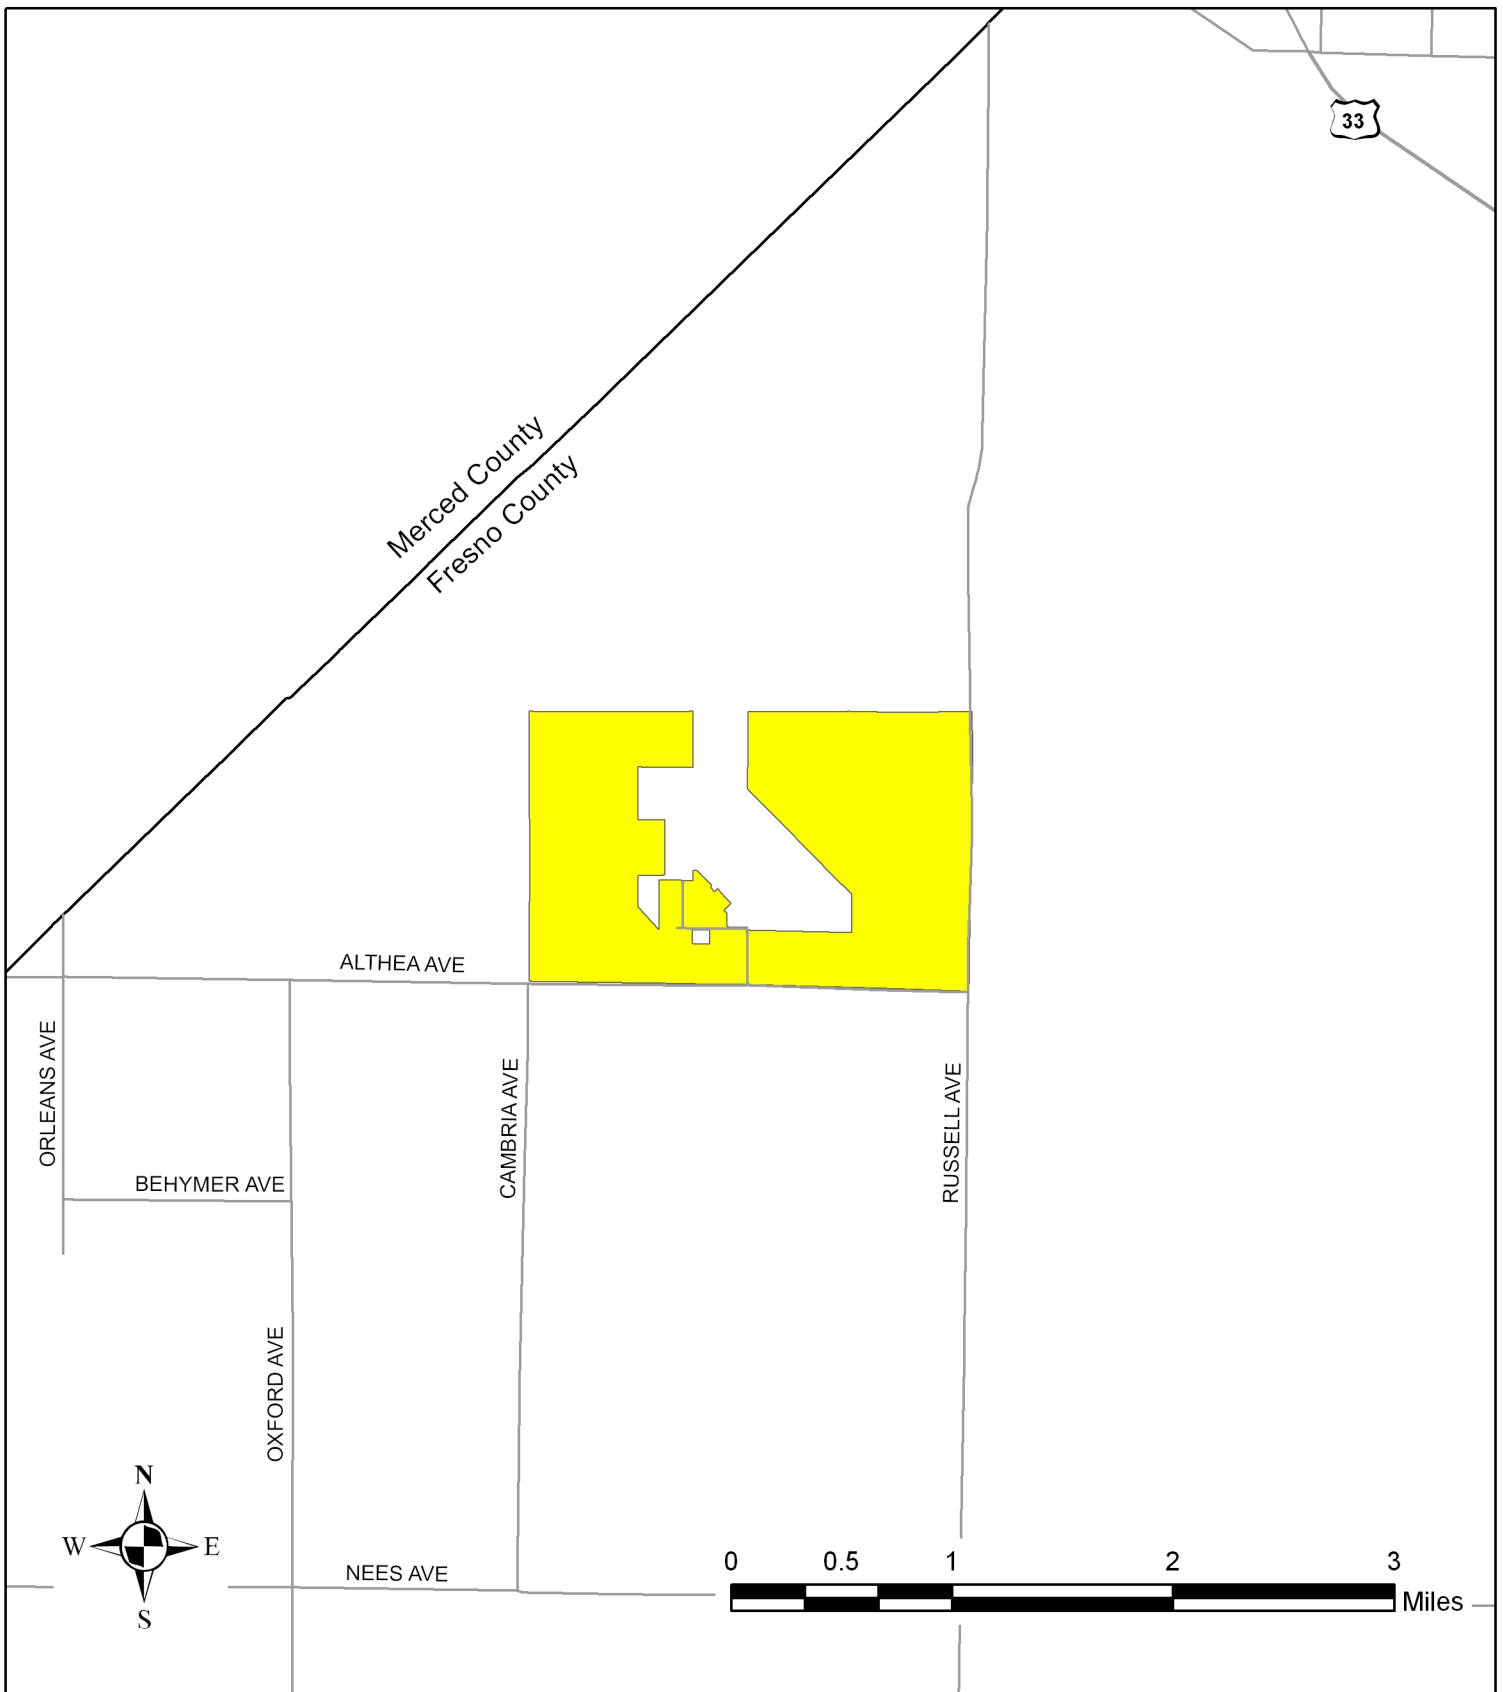 33
Merced County
Fresno County
ALTHEA AVE
ORLEANS AVE
CAMBRIA AVE
RUSSELL AVE
BEHYMER AVE
OXFORD AVE
N
W E
S
NEES AVE
0 0.5 1 2 3
Miles